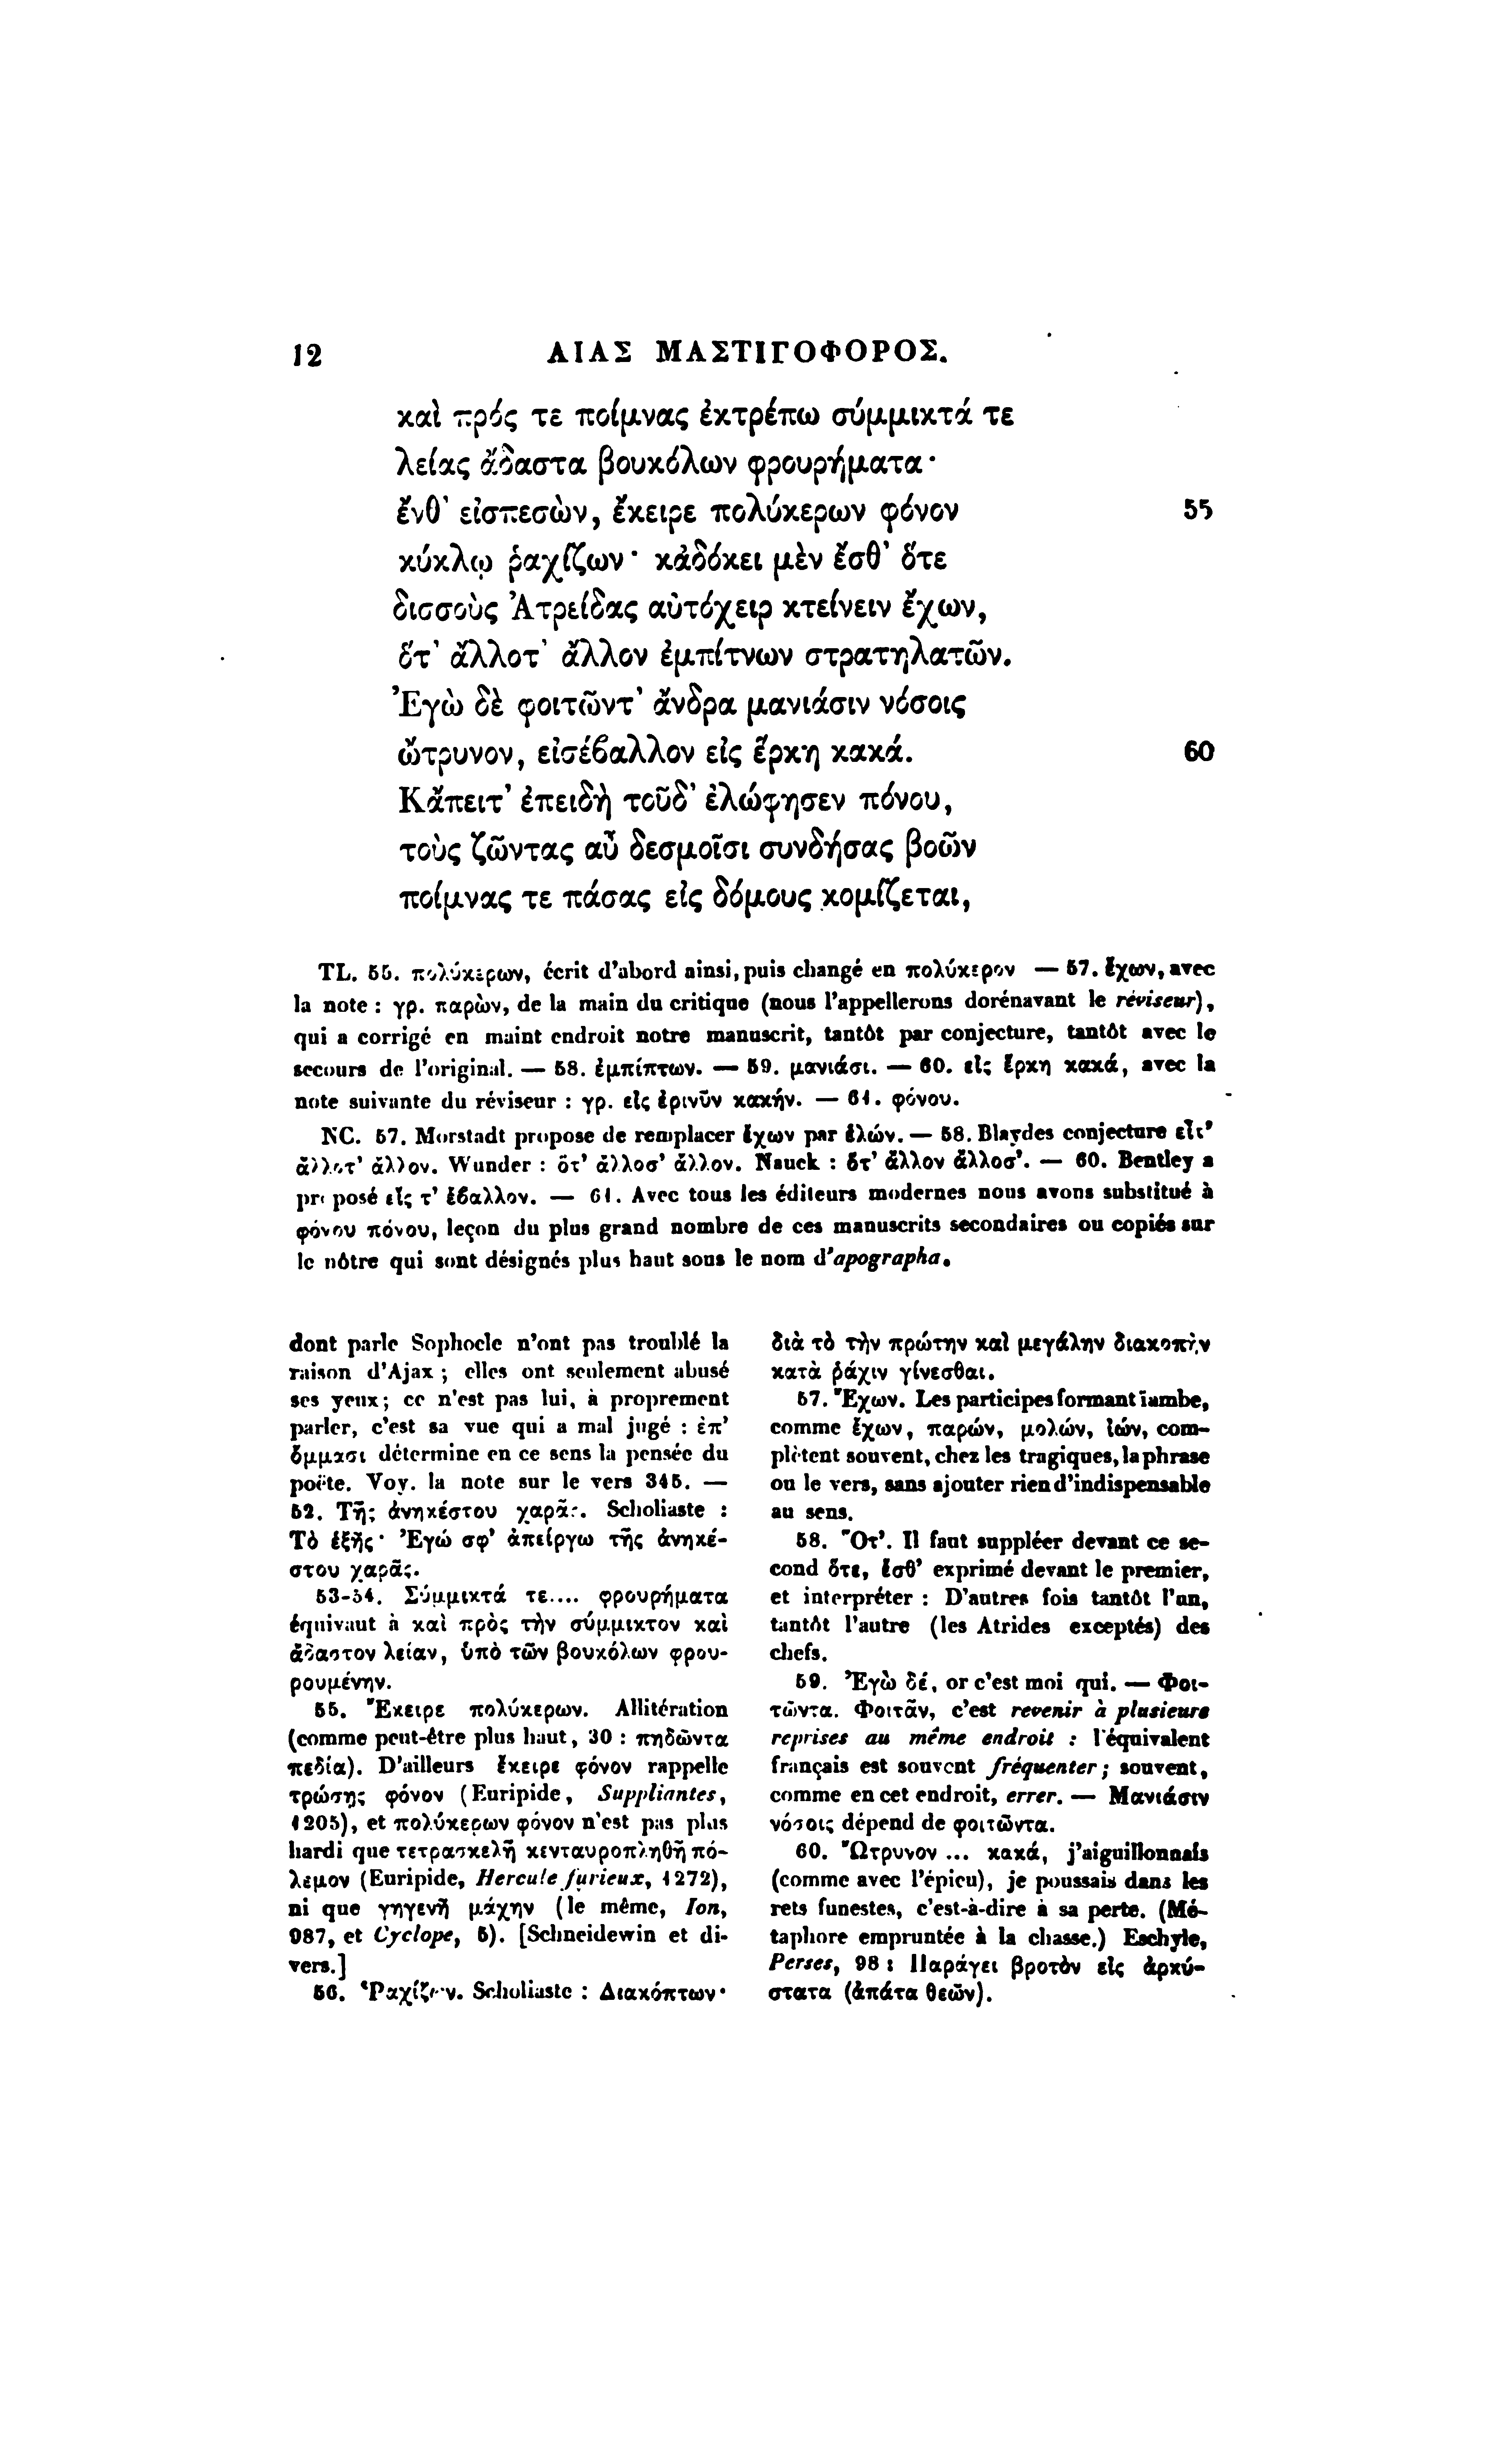 12 ΑΙΑΣ ΜΑΣΤΙΓΟΦΟΡΟΣ.
καὶ πρός τε ποίμνας ἐκτρέπω σύμμικτά τε
λείας ἄδαστα βουκόλων φρουρήματα·
ἔνθ' εἰσπεσὼν, ἔκειρε πολύκερων φόνον 55
κύκλῳ ῥαχίζων· κἀδόκει μὲν ἔσθ' ὅτε
δισσοὺς Ἀτρείδας αὐτόχειρ κτείνειν ἔχων,
ὅτ' ἄλλοτ' ἄλλον ἐμπίτνων στρατηλατῶν.
Ἐγὼ δὲ φοιτῶντ' ἄνδρα μανιάσιν νόσοις
ὤτρυνον, εἰσέβαλλον εἰς ἕρκη κακά. 60
Κἄπειτ' ἐπειδὴ τοῦδ' ἐλώφησεν πόνου,
τοὺς ζῶντας αὖ δεσμοῖσι συνδήσας βοῶν
ποίμνας τε πάσας εἰς δόμους κομίζεται,
TL. 55. πολύκερων, écrit d'abord ainsi, puis changé en πολύκερον — 57. ἔχων, avec
la note : γρ. παρὼν, de la main du critique (nous l'appellerons dorénavant le réviseur),
qui a corrigé en maint endroit notre manuscrit, tantôt par conjecture, tantôt avec le
secours de l'original. — 58. ἐμπίπτων. — 59. μανιάσι. — 60. εἰς ἕρκη κακά, avec la
note suivante du réviseur : γρ. εἰς ἐρινῦν κακήν. — 61. φόνου.
NC. 57. Morstadt propose de remplacer ἔχων par ἑλών. — 58. Blaydes conjecture εἶτ'
ἄλλοτ' ἄλλον. Wunder : ὅτ' ἄλλοσ' ἄλλον. Nauck : ὅτ' ἄλλον ἄλλοσ'. — 60. Bentley a
proposé εἴς τ' ἔβαλλον. — 61. Avec tous les éditeurs modernes nous avons substitué à
φόνου πόνου, leçon du plus grand nombre de ces manuscrits secondaires ou copiés sur
le nôtre qui sont désignés plus haut sous le nom d'apographa.
dont parle Sophocle n'ont pas troublé la
raison d'Ajax ; elles ont seulement abusé
ses yeux; ce n'est pas lui, à proprement
parler, c'est sa vue qui a mal jugé : ἐπ'
ὄμμασι détermine en ce sens la pensée du
poëte. Voy. la note sur le vers 345. —
52. Τῆς ἀνηκέστου χαρᾶς. Scholiaste :
Τὸ ἑξῆς· Ἐγώ σφ' ἀπείργω τῆς ἀνηκέ-
στου χαρᾶς.
53-54. Σύμμικτά τε.... φρουρήματα
équivaut à καὶ πρὸς τὴν σύμμικτον καὶ
ἄδαστον λείαν, ὑπὸ τῶν βουκόλων φρου-
ρουμένην.
55. Ἔκειρε πολύκερων. Allitération
(comme peut-être plus haut, 30 : πηδῶντα
πεδία). D'ailleurs ἔκειρε φόνον rappelle
τρώσῃς φόνον (Euripide, Suppliantes,
1205), et πολύκερων φόνον n'est pas plus
hardi que τετρασκελῆ κενταυροπληθῆ πό-
λεμον (Euripide, Hercule furieux, 1272),
ni que γηγενῆ μάχην (le même, Ion,
987, et Cyclope, 5). [Schneidewin et di-
vers.]
56. Ῥαχίζων. Scholiaste : Διακόπτων·
διὰ τὸ τὴν πρώτην καὶ μεγάλην διακοπὴν
κατὰ ῥάχιν γίνεσθαι.
57. Ἔχων. Les participes formant ïambe,
comme ἔχων, παρών, μολών, ἰών, com-
plètent souvent, chez les tragiques, la phrase
ou le vers, sans ajouter rien d'indispensable
au sens.
58. Ὅτ'. Il faut suppléer devant ce se-
cond ὅτε, ἔσθ' exprimé devant le premier,
et interpréter : D'autres fois tantôt l'un,
tantôt l'autre (les Atrides exceptés) des
chefs.
59. Ἐγὼ δέ, or c'est moi qui. — Φοι-
τῶντα. Φοιτᾶν, c'est revenir à plusieurs
reprises au même endroit : l'équivalent
français est souvent fréquenter ; souvent,
comme en cet endroit, errer. — Μανιάσιν
νόσοις dépend de φοιτῶντα.
60. Ὤτρυνον ... κακά, j'aiguillonnais
(comme avec l'épieu), je poussais dans les
rets funestes, c'est-à-dire à sa perte. (Mé-
taphore empruntée à la chasse.) Eschyle,
Perses, 98 : Παράγει βροτὸν εἰς ἀρκύ-
στατα (ἀπάτα θεῶν).